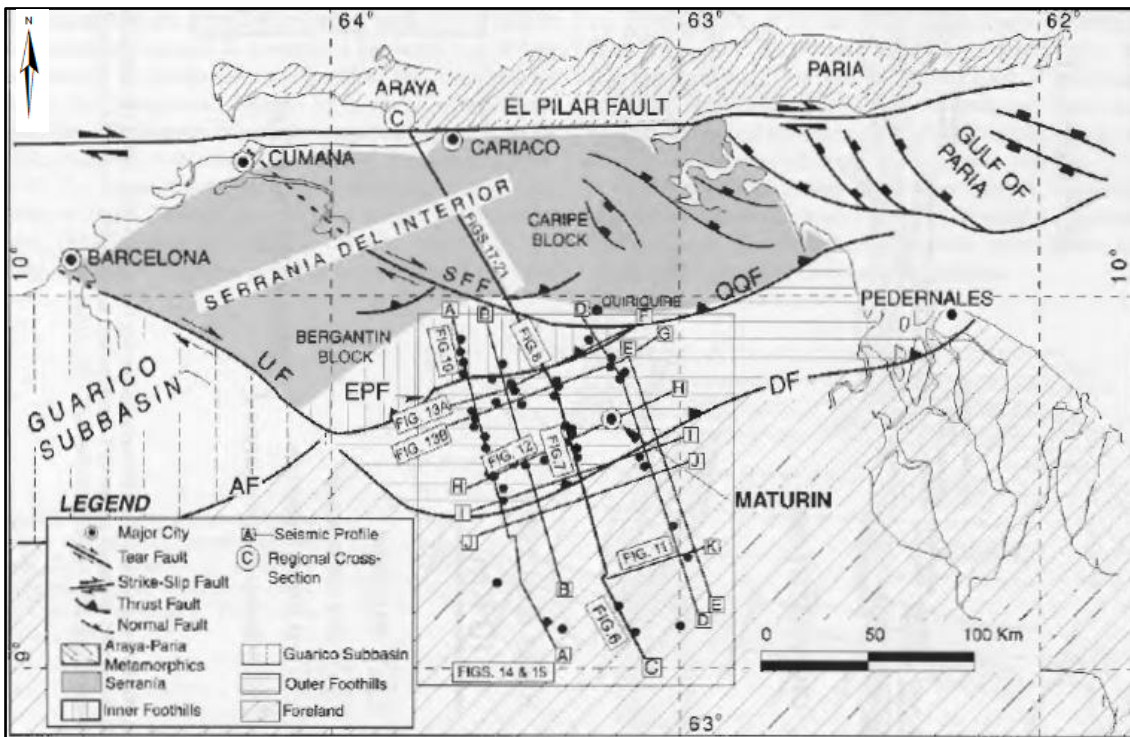 N
64°
63°
62°
PARIA
ARAYA
EL PILAR FAULT
C
CARIACO
CUMANA
GULF OF
PARIA
CARIPE
BLOCK
FIGS. 17-21
SERRANIA DEL INTERIOR
10°
10°
BARCELONA
SFF
QQF
QUIRIQUIRE
PEDERNALES
A
B
D
F
G
BERGANTIN
BLOCK
FIG. 10
FIG. 8
E
UF
EPF
H
DF
GUARICO
SUBBASIN
FIG. 13A
FIG. 13B
FIG. 12
FIG. 7
I
J
AF
H
I
J
MATURIN
LEGEND
Major City
A Seismic Profile
Tear Fault
C Regional Cross-
Section
Strike-Slip Fault
Thrust Fault
Normal Fault
Araya-Paria
Metamorphics
Guarico Subbasin
Serranía
Outer Foothills
Inner Foothills
Foreland
FIG. 11
K
B
E
D
FIG. 6
0 50 100 Km
9°
A
C
FIGS. 14 & 15
63°